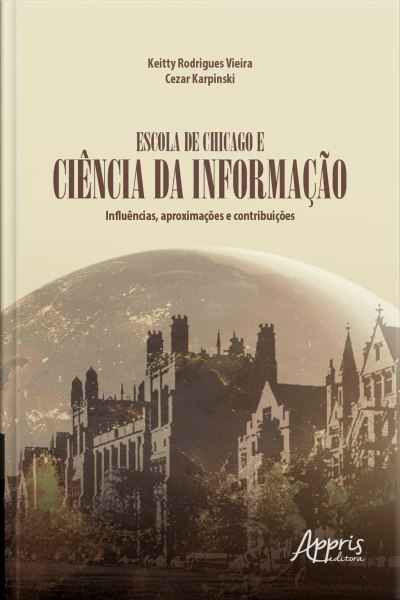 Keitty Rodrigues Vieira
Cezar Karpinski
ESCOLA DE CHICAGO E
CIÊNCIA DA INFORMAÇÃO
Influências, aproximações e contribuições
Appris
editora